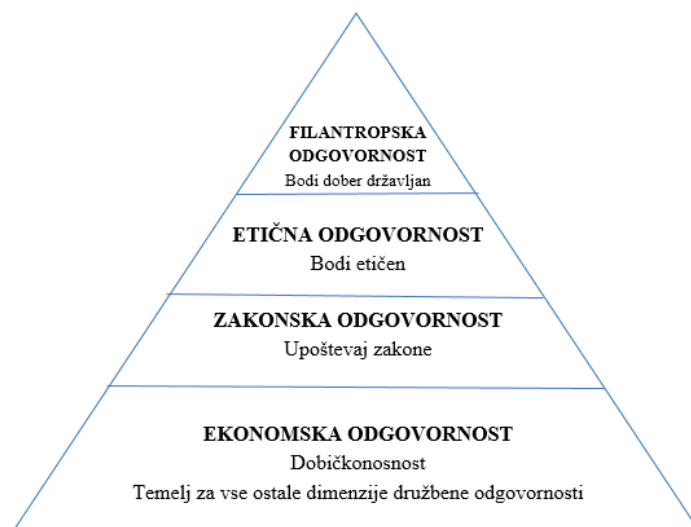 FILANTROPSKA
ODGOVORNOST
Bodi dober državljan
ETIČNA ODGOVORNOST
Bodi etičen
ZAKONSKA ODGOVORNOST
Upoštevaj zakone
EKONOMSKA ODGOVORNOST
Dobičkonosnost
Temelj za vse ostale dimenzije družbene odgovornosti